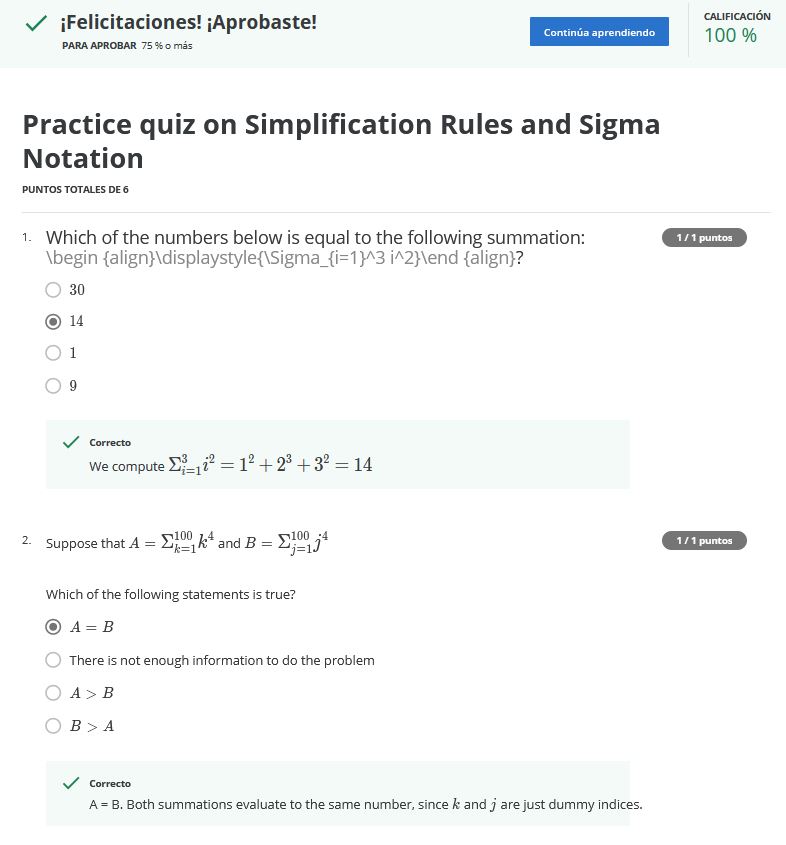 ¡Felicitaciones! ¡Aprobaste!
PARA APROBAR 75 % o más
Continúa aprendiendo
CALIFICACIÓN
100 %
Practice quiz on Simplification Rules and Sigma
Notation
PUNTOS TOTALES DE 6
1. Which of the numbers below is equal to the following summation:
\begin {align}\displaystyle{\Sigma_{i=1}^3 i^2}\end {align}?
1 / 1 puntos
30
14
1
9
Correcto
We compute Σ_{i=1}^3 i^2 = 1^2 + 2^3 + 3^2 = 14
2. Suppose that A = Σ_{k=1}^{100} k^4 and B = Σ_{j=1}^{100} j^4
1 / 1 puntos
Which of the following statements is true?
A = B
There is not enough information to do the problem
A > B
B > A
Correcto
A = B. Both summations evaluate to the same number, since k and j are just dummy indices.